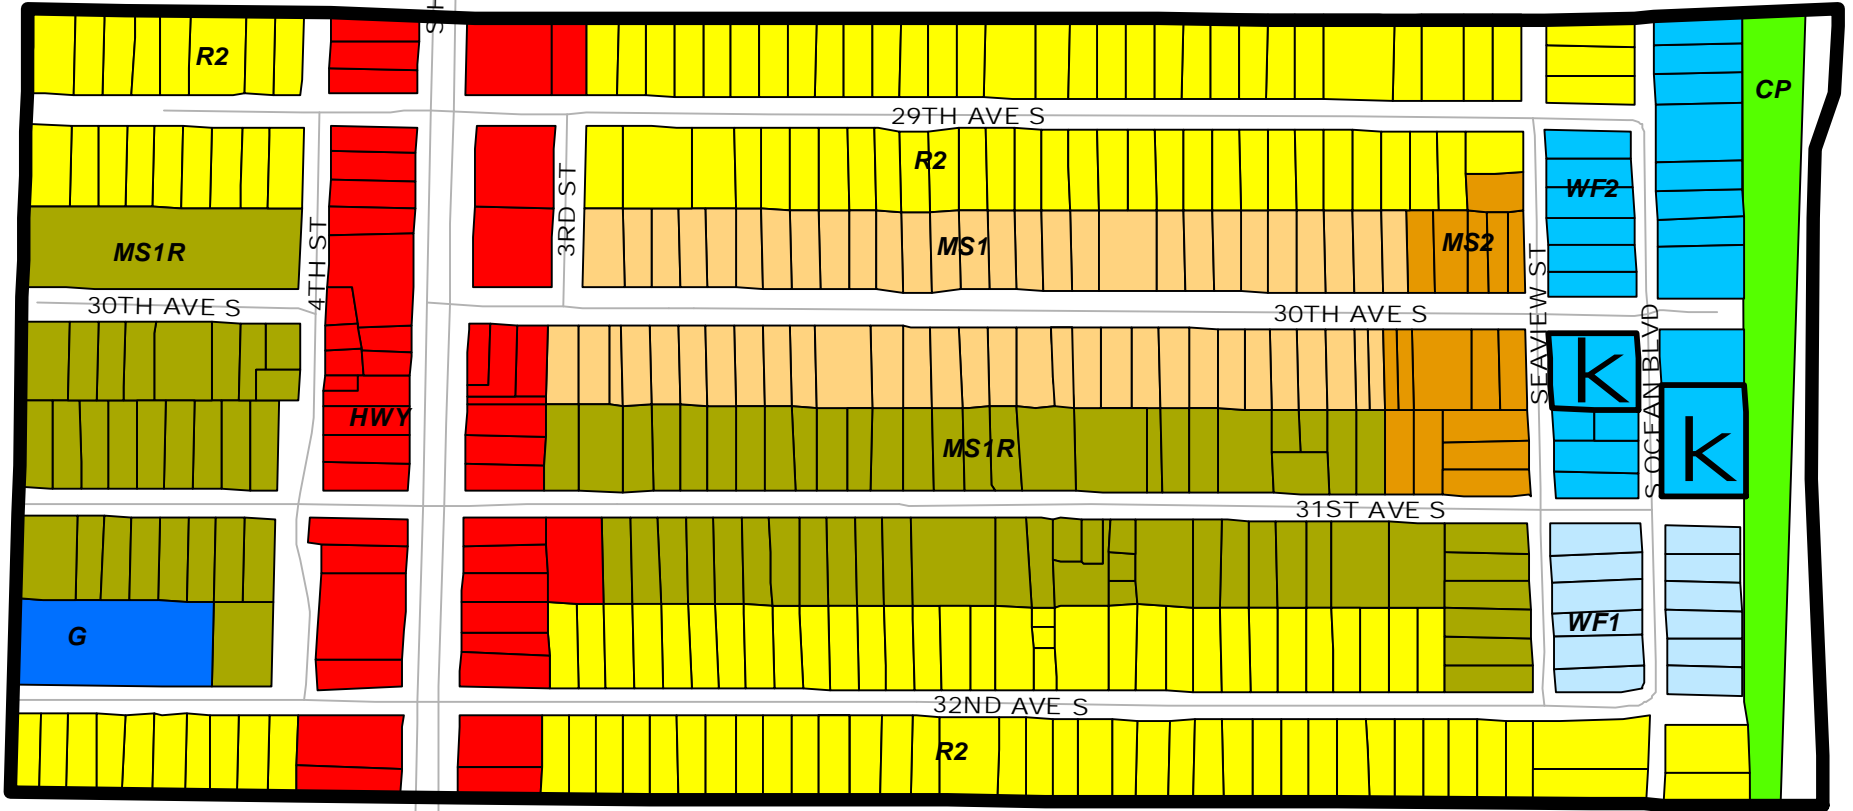 SH
R2
CP
29TH AVE S
R2
WF2
3RD ST
4TH ST
MS1R
MS1
MS2
30TH AVE S
30TH AVE S
SEAVIEW ST
S OCEAN BLVD
k
HWY
MS1R
k
31ST AVE S
G
WF1
32ND AVE S
R2